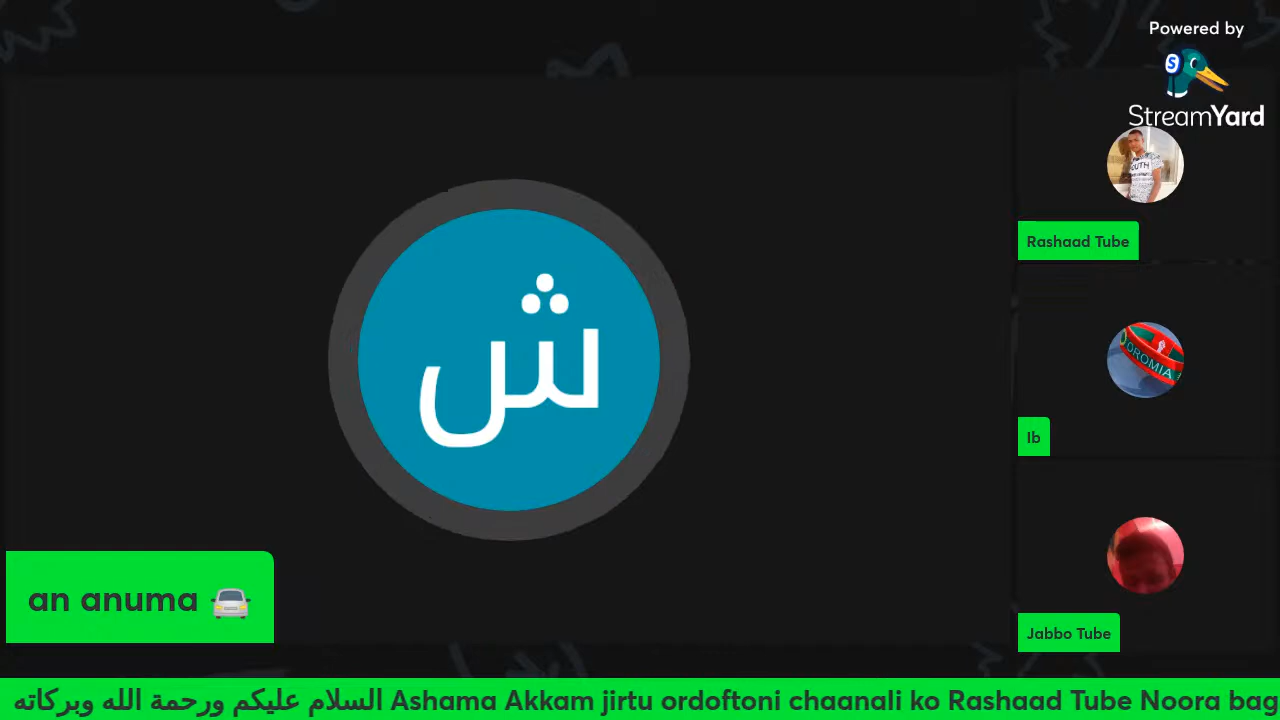 Powered by
StreamYard
ش
Rashaad Tube
Ib
Jabbo Tube
an anuma
السلام عليكم ورحمة الله وبركاته Ashama Akkam jirtu ordoftoni chaanali ko Rashaad Tube Noora bag